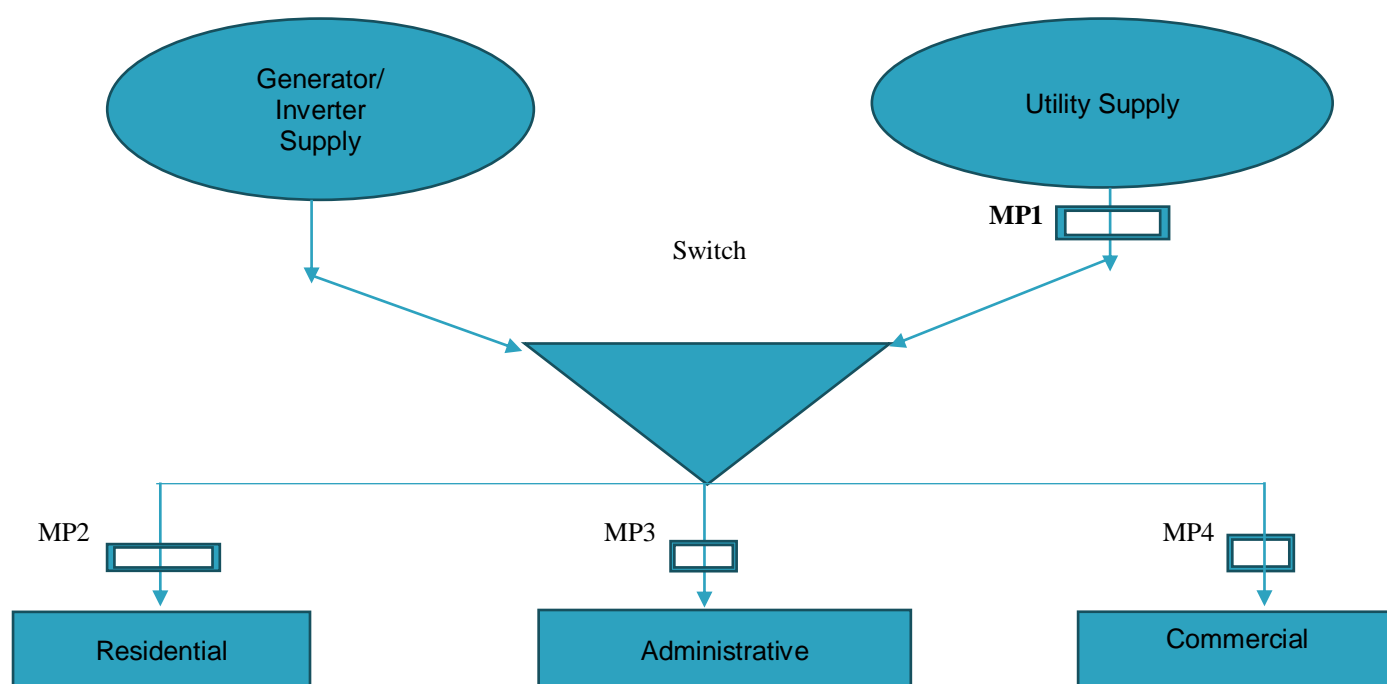 Generator/
Inverter
Supply
Utility Supply
MP1
Switch
MP2
MP3
MP4
Residential
Administrative
Commercial